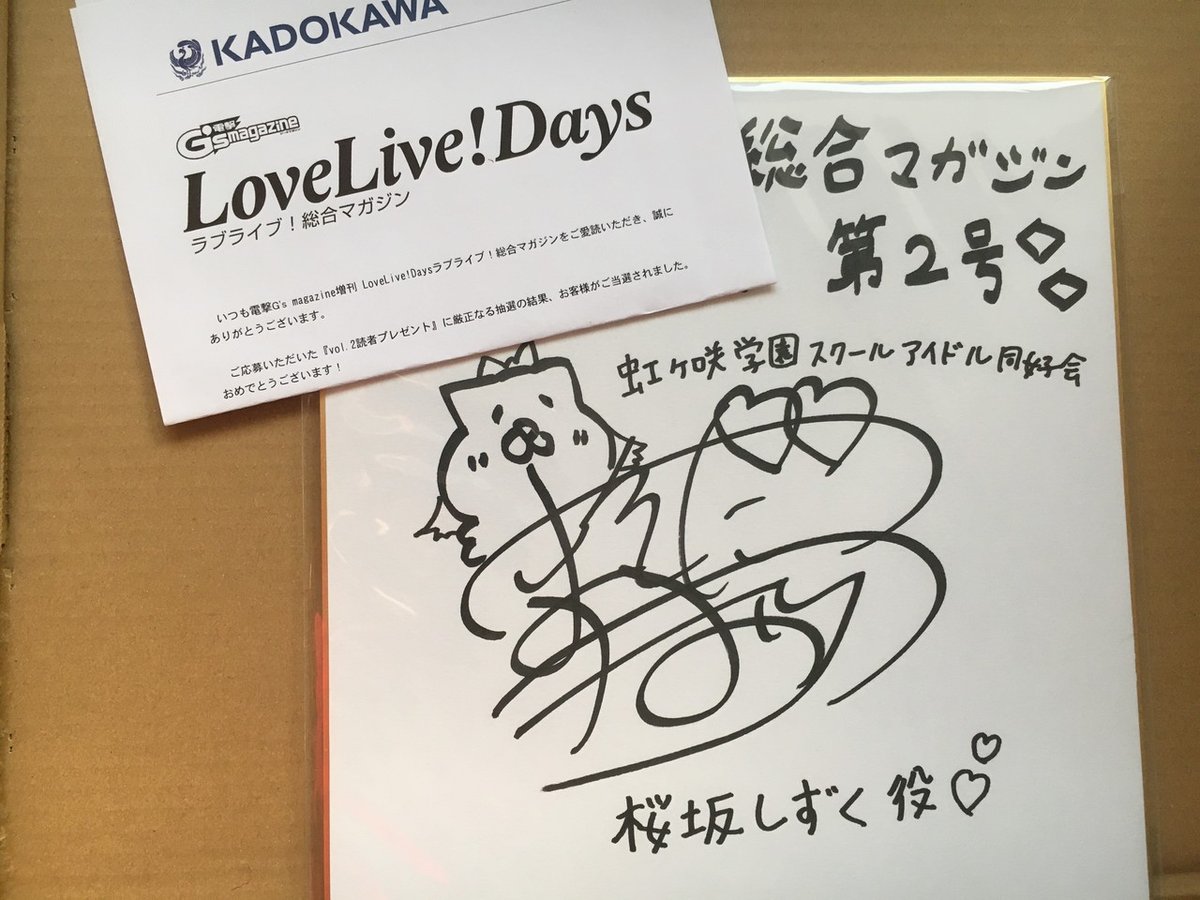 KADOKAWA
電撃
G's magazine
LoveLive!Days
ラブライブ！総合マガジン
いつも電撃G's magazine増刊 LoveLive!Daysラブライブ！総合マガジンをご愛読いただき、誠に
ありがとうございます。
ご応募いただいた『vol.2読者プレゼント』に厳正なる抽選の結果、お客様がご当選されました。
おめでとうございます！
総合マガジン
第2号
虹ヶ咲学園スクールアイドル同好会
桜坂しずく役